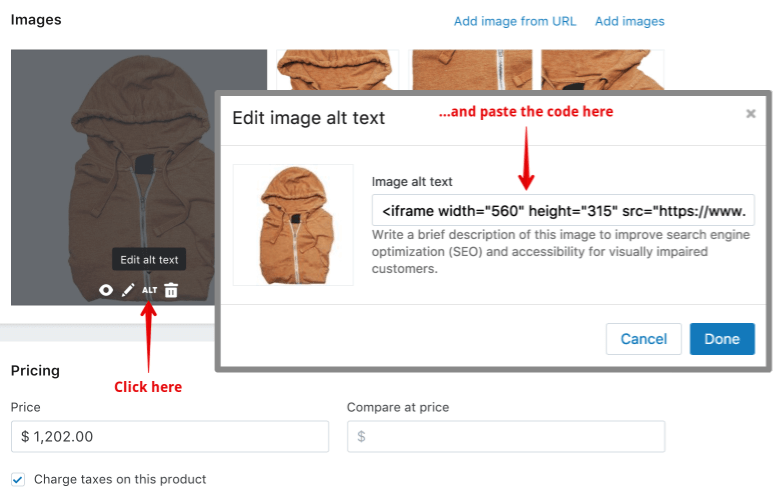 Images
Add image from URL
Add images
...and paste the code here
Edit image alt text
×
Image alt text
<iframe width="560" height="315" src="https://www.
Write a brief description of this image to improve search engine
optimization (SEO) and accessibility for visually impaired
customers.
Edit alt text
ALT
Cancel
Done
Click here
Pricing
Price
Compare at price
$ 1,202.00
$
Charge taxes on this product